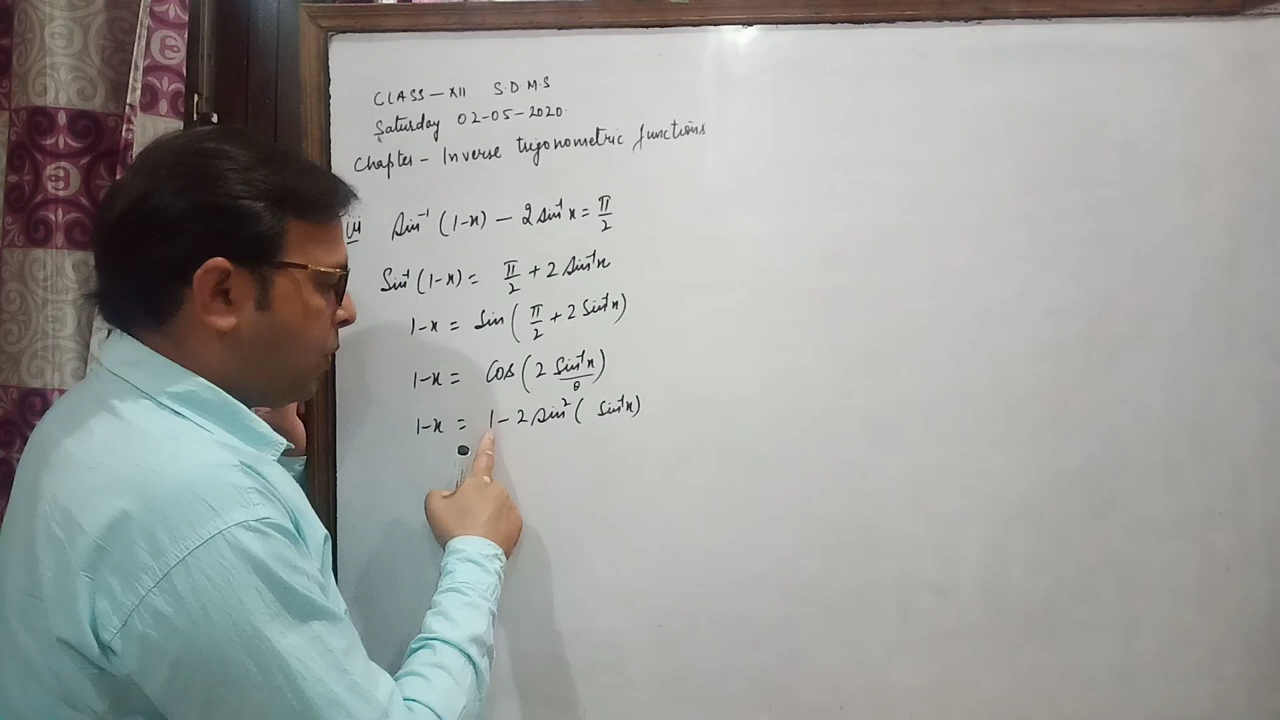 CLASS-XII S.D.M.S
Saturday 02-05-2020
Chapter - Inverse trigonometric functions
sin⁻¹ (1-x) - 2 sin⁻¹ x = π/2
Sin⁻¹ (1-x) = π/2 + 2 Sin⁻¹x
1-x = Sin ( π/2 + 2 Sin⁻¹x )
1-x = Cos ( 2 Sin⁻¹x )
θ
1-x = 1 - 2 sin² ( Sin⁻¹x )